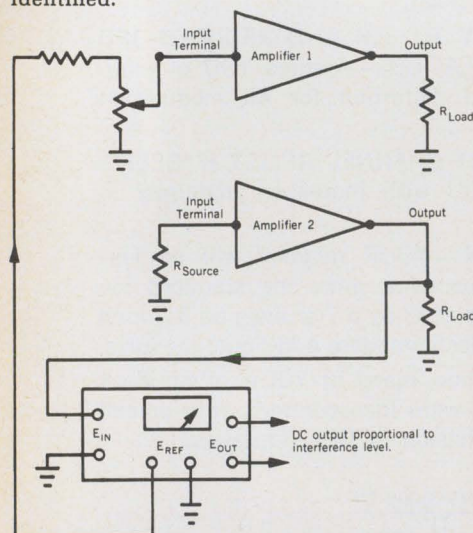 identified.
Input
Terminal
Amplifier 1
Output
RLoad
Input
Terminal
Amplifier 2
Output
RSource
RLoad
EIN
EREF
EOUT
DC output proportional to
interference level.